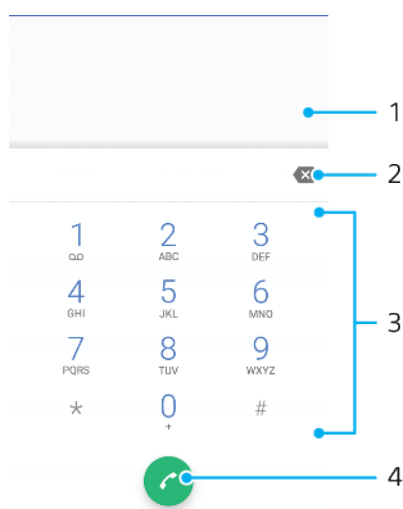 1
2
1 2 3
ABC DEF
4 5 6
GHI JKL MNO
3
7 8 9
PQRS TUV WXYZ
* 0 #
+
4